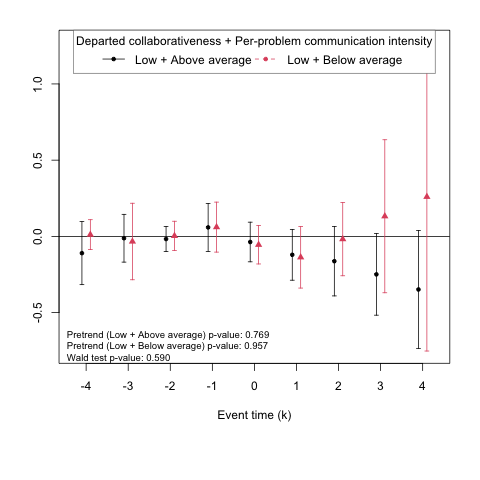 Departed collaborativeness + Per-problem communication intensity
Low + Above average Low + Below average
1.0
0.5
0.0
-0.5
Pretrend (Low + Above average) p-value: 0.769
Pretrend (Low + Below average) p-value: 0.957
Wald test p-value: 0.590
-4 -3 -2 -1 0 1 2 3 4
Event time (k)